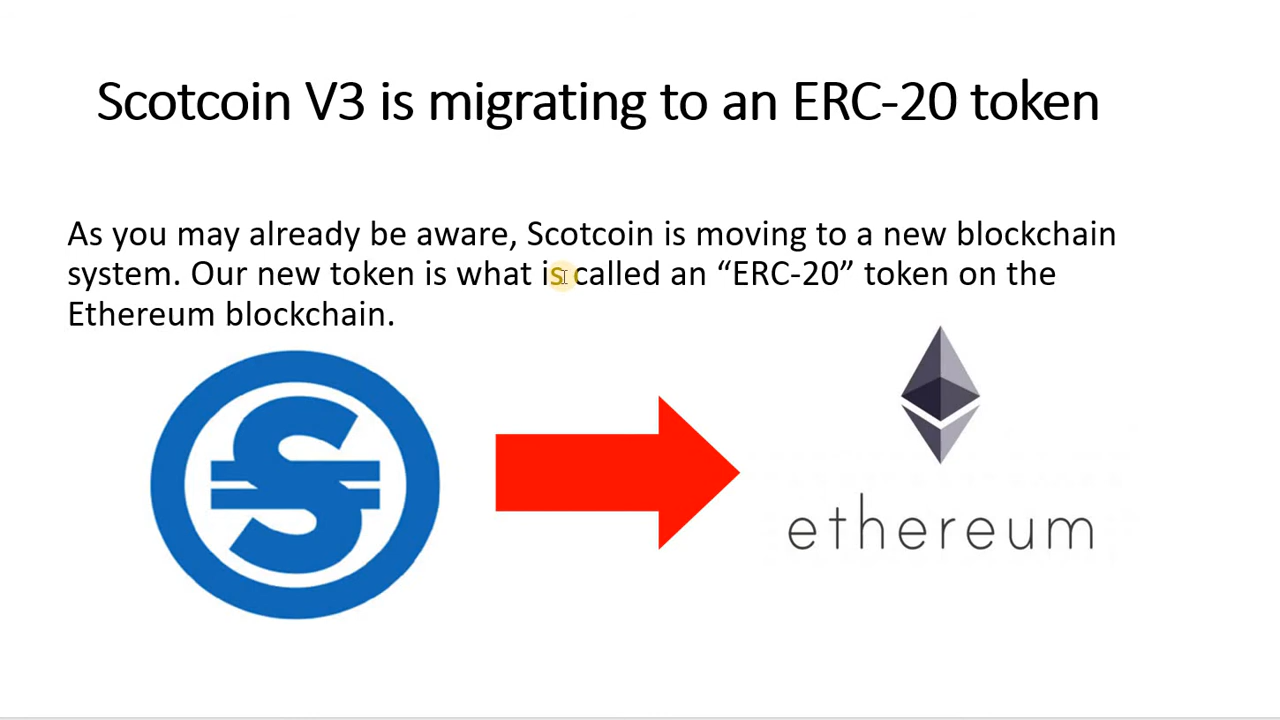 Scotcoin V3 is migrating to an ERC-20 token
As you may already be aware, Scotcoin is moving to a new blockchain
system. Our new token is what is called an “ERC-20” token on the
Ethereum blockchain.
ethereum